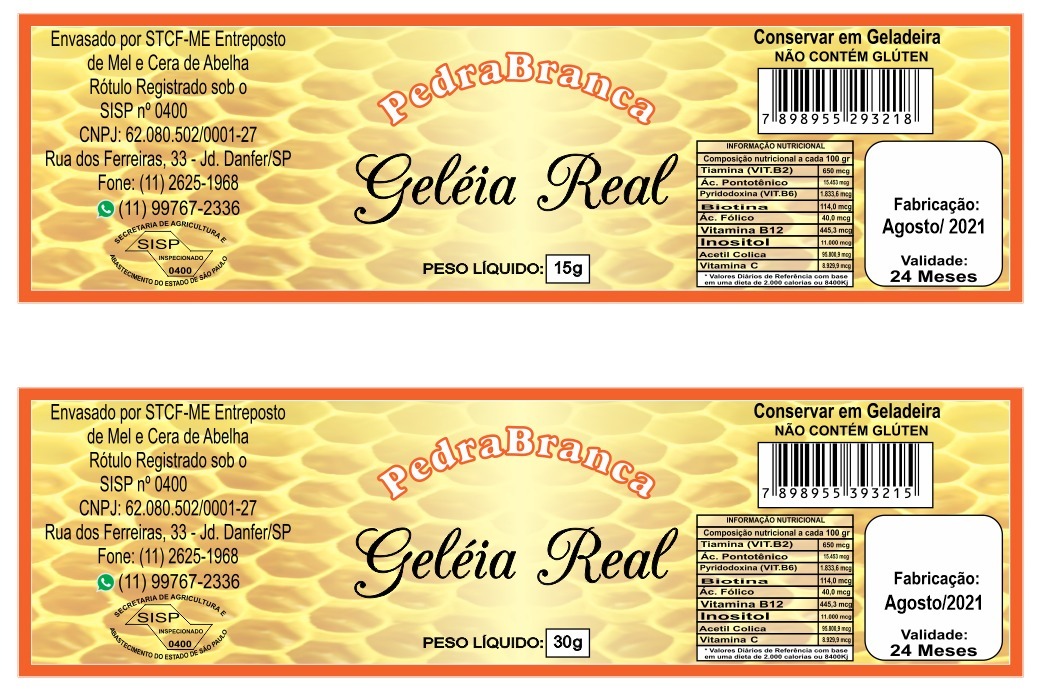 Envasado por STCF-ME Entreposto
de Mel e Cera de Abelha
Rótulo Registrado sob o
SISP nº 0400
CNPJ: 62.080.502/0001-27
Rua dos Ferreiras, 33 - Jd. Danfer/SP
Fone: (11) 2625-1968
(11) 99767-2336
SECRETARIA DE AGRICULTURA E
SISP
INSPECIONADO
0400
ABASTECIMENTO DO ESTADO DE SÃO PAULO
PedraBranca
Geléia Real
PESO LÍQUIDO: 15g
Conservar em Geladeira
NÃO CONTÉM GLÚTEN
7 898955 293218
INFORMAÇÃO NUTRICIONAL
Composição nutricional a cada 100 gr
Tiamina (VIT.B2) 650 mcg
Ác. Pontotênico 15.453 mcg
Pyridodoxina (VIT.B6) 1.833,6 mcg
Biotina 114,0 mcg
Ác. Fólico 40,0 mcg
Vitamina B12 445,3 mcg
Inositol 11.000 mcg
Acetil Colica 95.800,9 mcg
Vitamina C 8.929,9 mcg
* Valores Diários de Referência com base
em uma dieta de 2.000 calorias ou 8400Kj
Fabricação:
Agosto/ 2021
Validade:
24 Meses
Envasado por STCF-ME Entreposto
de Mel e Cera de Abelha
Rótulo Registrado sob o
SISP nº 0400
CNPJ: 62.080.502/0001-27
Rua dos Ferreiras, 33 - Jd. Danfer/SP
Fone: (11) 2625-1968
(11) 99767-2336
SECRETARIA DE AGRICULTURA E
SISP
INSPECIONADO
0400
ABASTECIMENTO DO ESTADO DE SÃO PAULO
PedraBranca
Geléia Real
PESO LÍQUIDO: 30g
Conservar em Geladeira
NÃO CONTÉM GLÚTEN
7 898955 393215
INFORMAÇÃO NUTRICIONAL
Composição nutricional a cada 100 gr
Tiamina (VIT.B2) 650 mcg
Ác. Pontotênico 15.453 mcg
Pyridodoxina (VIT.B6) 1.833,6 mcg
Biotina 114,0 mcg
Ác. Fólico 40,0 mcg
Vitamina B12 445,3 mcg
Inositol 11.000 mcg
Acetil Colica 95.800,9 mcg
Vitamina C 8.929,9 mcg
* Valores Diários de Referência com base
em uma dieta de 2.000 calorias ou 8400Kj
Fabricação:
Agosto/2021
Validade:
24 Meses